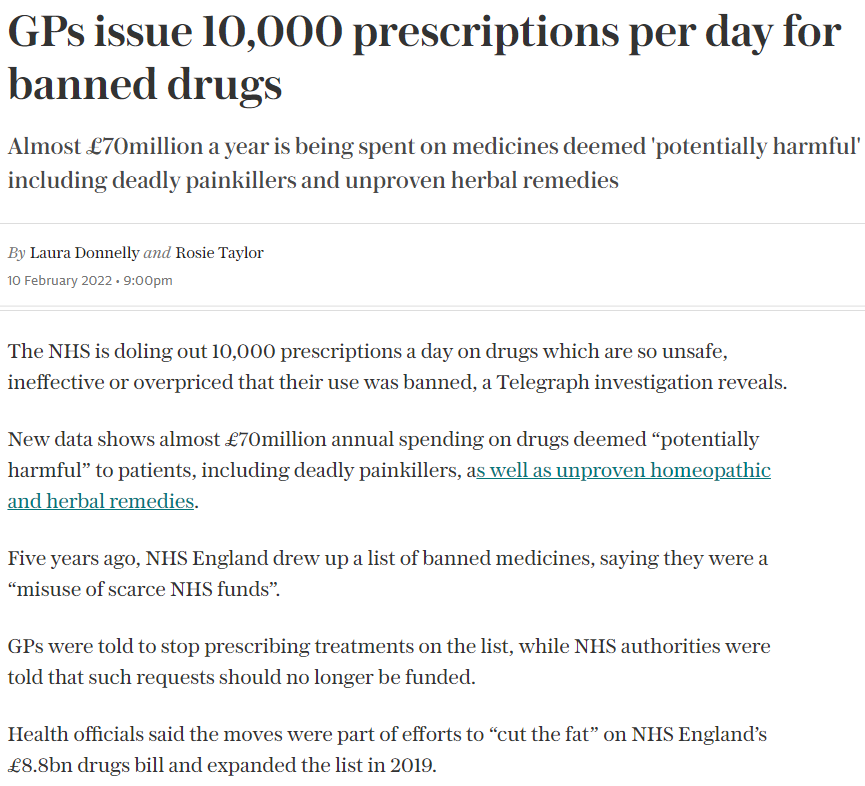 GPs issue 10,000 prescriptions per day for
banned drugs
Almost £70million a year is being spent on medicines deemed 'potentially harmful'
including deadly painkillers and unproven herbal remedies
By Laura Donnelly and Rosie Taylor
10 February 2022 • 9:00pm
The NHS is doling out 10,000 prescriptions a day on drugs which are so unsafe,
ineffective or overpriced that their use was banned, a Telegraph investigation reveals.
New data shows almost £70million annual spending on drugs deemed “potentially
harmful” to patients, including deadly painkillers, as well as unproven homeopathic
and herbal remedies.
Five years ago, NHS England drew up a list of banned medicines, saying they were a
“misuse of scarce NHS funds”.
GPs were told to stop prescribing treatments on the list, while NHS authorities were
told that such requests should no longer be funded.
Health officials said the moves were part of efforts to “cut the fat” on NHS England’s
£8.8bn drugs bill and expanded the list in 2019.